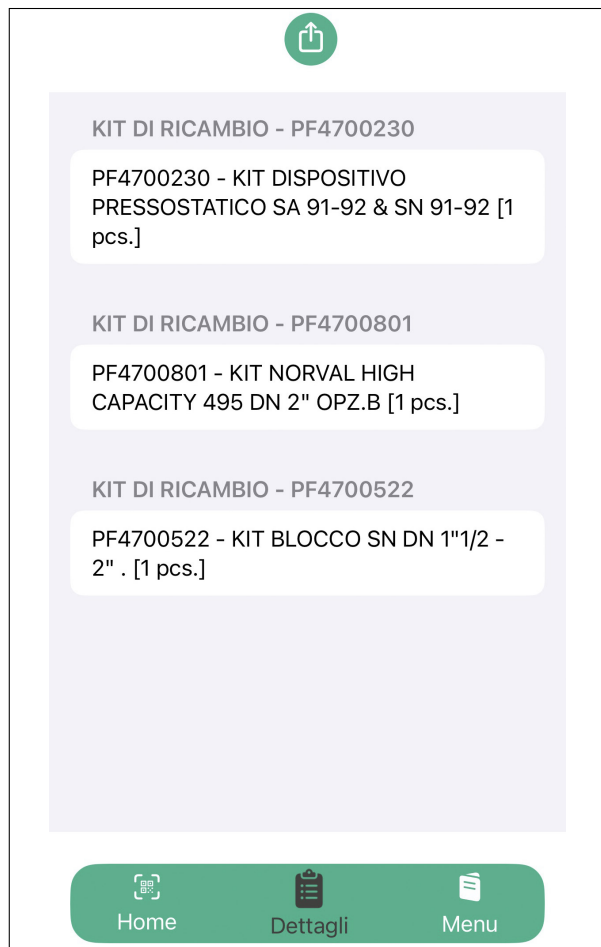 KIT DI RICAMBIO - PF4700230
PF4700230 - KIT DISPOSITIVO
PRESSOSTATICO SA 91-92 & SN 91-92 [1
pcs.]
KIT DI RICAMBIO - PF4700801
PF4700801 - KIT NORVAL HIGH
CAPACITY 495 DN 2" OPZ.B [1 pcs.]
KIT DI RICAMBIO - PF4700522
PF4700522 - KIT BLOCCO SN DN 1"1/2 -
2" . [1 pcs.]
Home Dettagli Menu